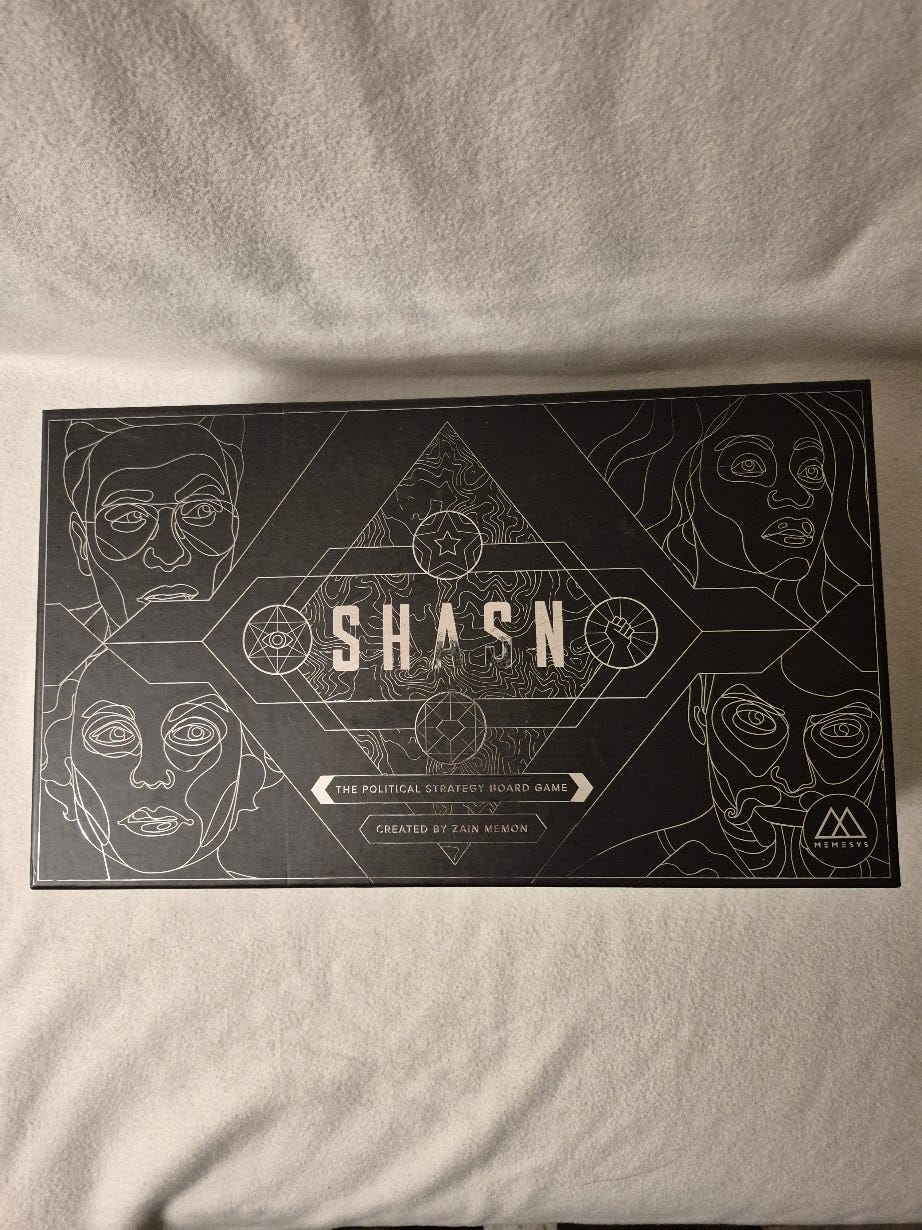 SHASN
THE POLITICAL STRATEGY BOARD GAME
CREATED BY ZAIN MEMON
MEMESYS